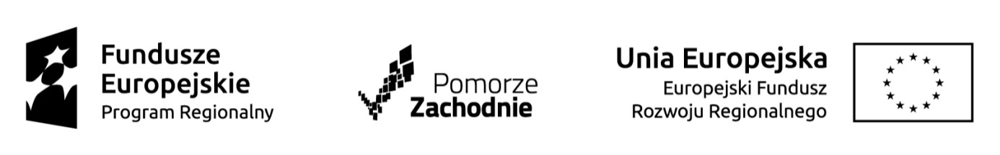 Fundusze
Europejskie
Program Regionalny
Pomorze
Zachodnie
Unia Europejska
Europejski Fundusz
Rozwoju Regionalnego